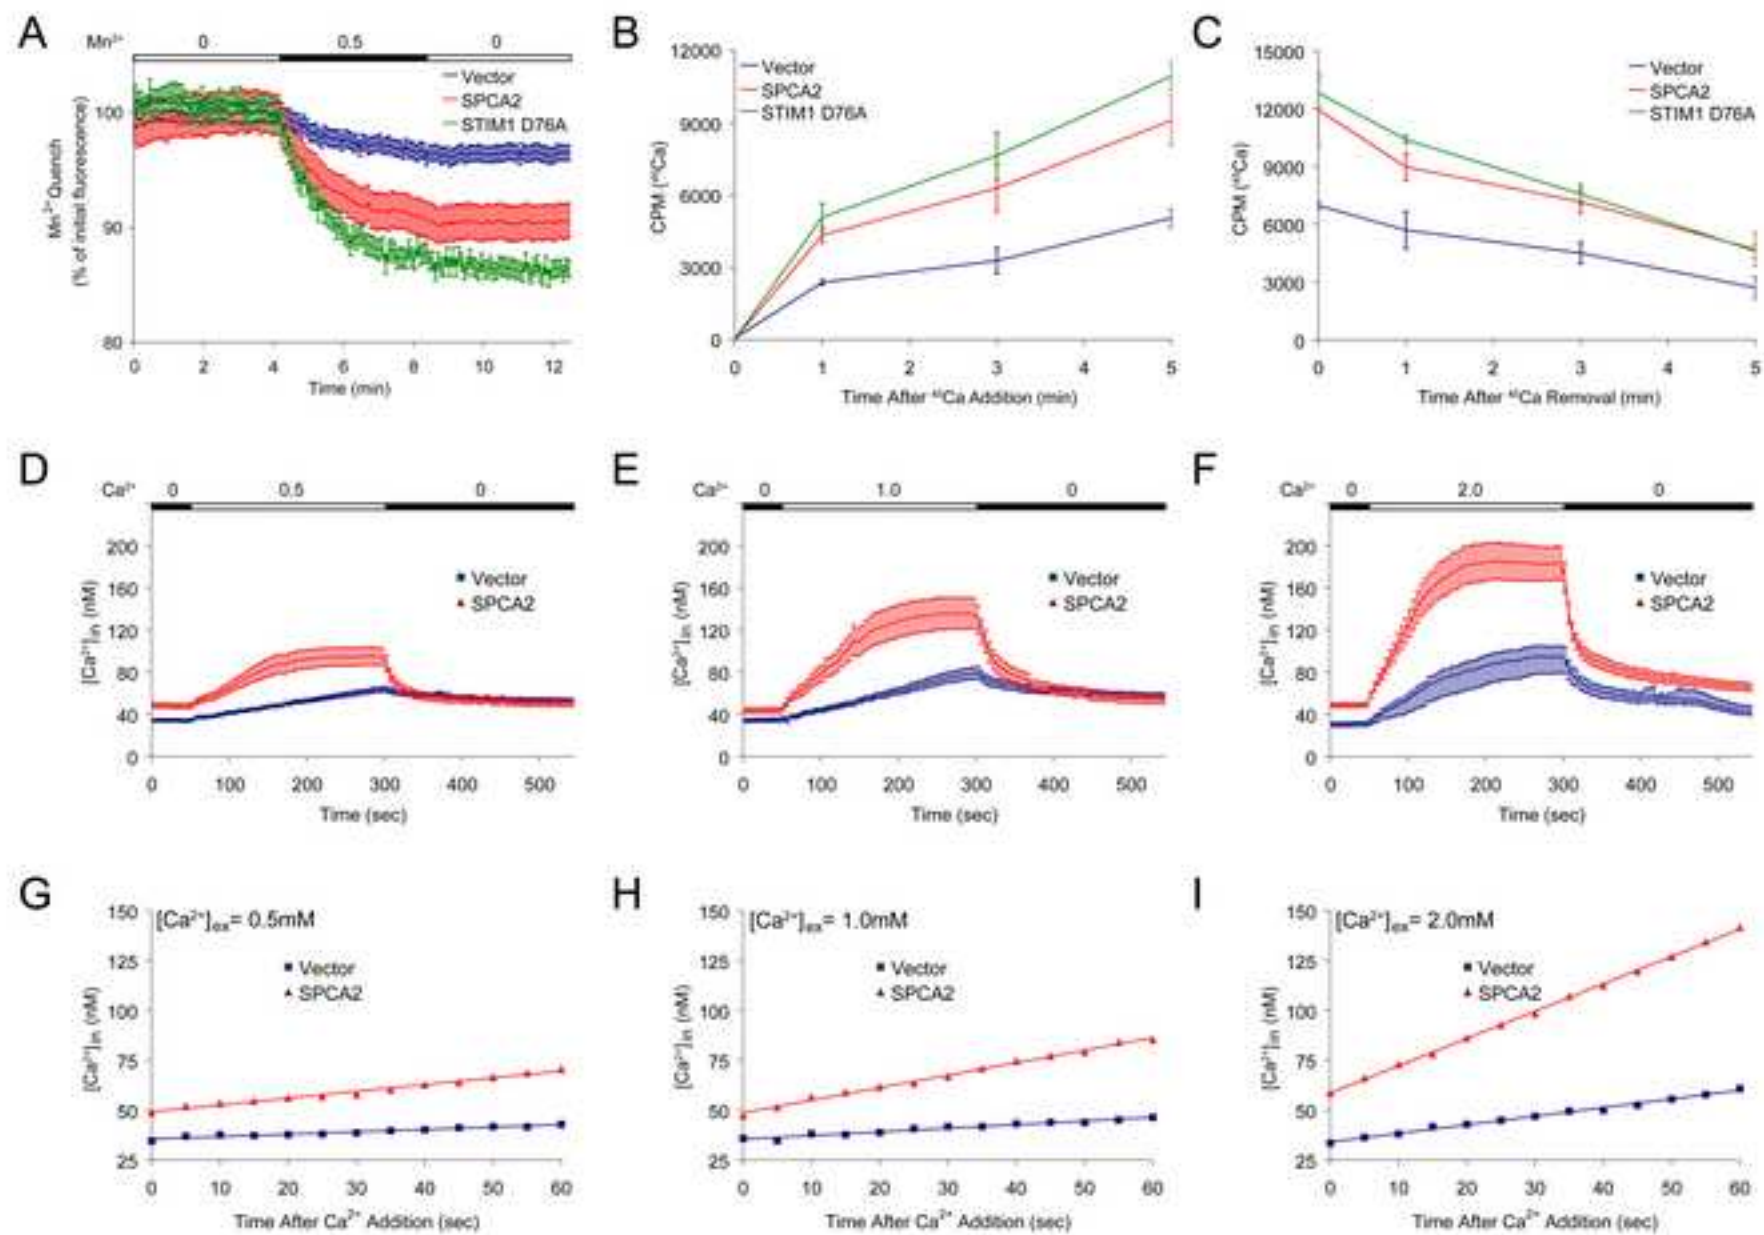 A
Mn²⁺ 0 0.5 0
Vector
SPCA2
STIM1 D76A
Mn²⁺ Quench
(% of initial fluorescence)
100
90
80
0 2 4 6 8 10 12
Time (min)
B
12000
9000
6000
3000
0
CPM (⁴⁵Ca)
Vector
SPCA2
STIM1 D76A
0 1 2 3 4 5
Time After ⁴⁵Ca Addition (min)
C
15000
12000
9000
6000
3000
0
CPM (⁴⁵Ca)
Vector
SPCA2
STIM1 D76A
0 1 2 3 4 5
Time After ⁴⁵Ca Removal (min)
D
Ca²⁺ 0 0.5 0
200
160
120
80
40
0
[Ca²⁺]in (nM)
Vector
SPCA2
0 100 200 300 400 500
Time (sec)
E
Ca²⁺ 0 1.0 0
200
160
120
80
40
0
[Ca²⁺]in (nM)
Vector
SPCA2
0 100 200 300 400 500
Time (sec)
F
Ca²⁺ 0 2.0 0
200
160
120
80
40
0
[Ca²⁺]in (nM)
Vector
SPCA2
0 100 200 300 400 500
Time (sec)
G
[Ca²⁺]ex= 0.5mM
150
125
100
75
50
25
[Ca²⁺]in (nM)
Vector
SPCA2
0 10 20 30 40 50 60
Time After Ca²⁺ Addition (sec)
H
[Ca²⁺]ex= 1.0mM
150
125
100
75
50
25
[Ca²⁺]in (nM)
Vector
SPCA2
0 10 20 30 40 50 60
Time After Ca²⁺ Addition (sec)
I
[Ca²⁺]ex= 2.0mM
150
125
100
75
50
25
[Ca²⁺]in (nM)
Vector
SPCA2
0 10 20 30 40 50 60
Time After Ca²⁺ Addition (sec)